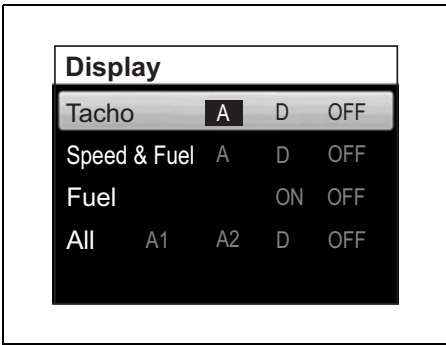 Display
Tacho A D OFF
Speed & Fuel A D OFF
Fuel ON OFF
All A1 A2 D OFF